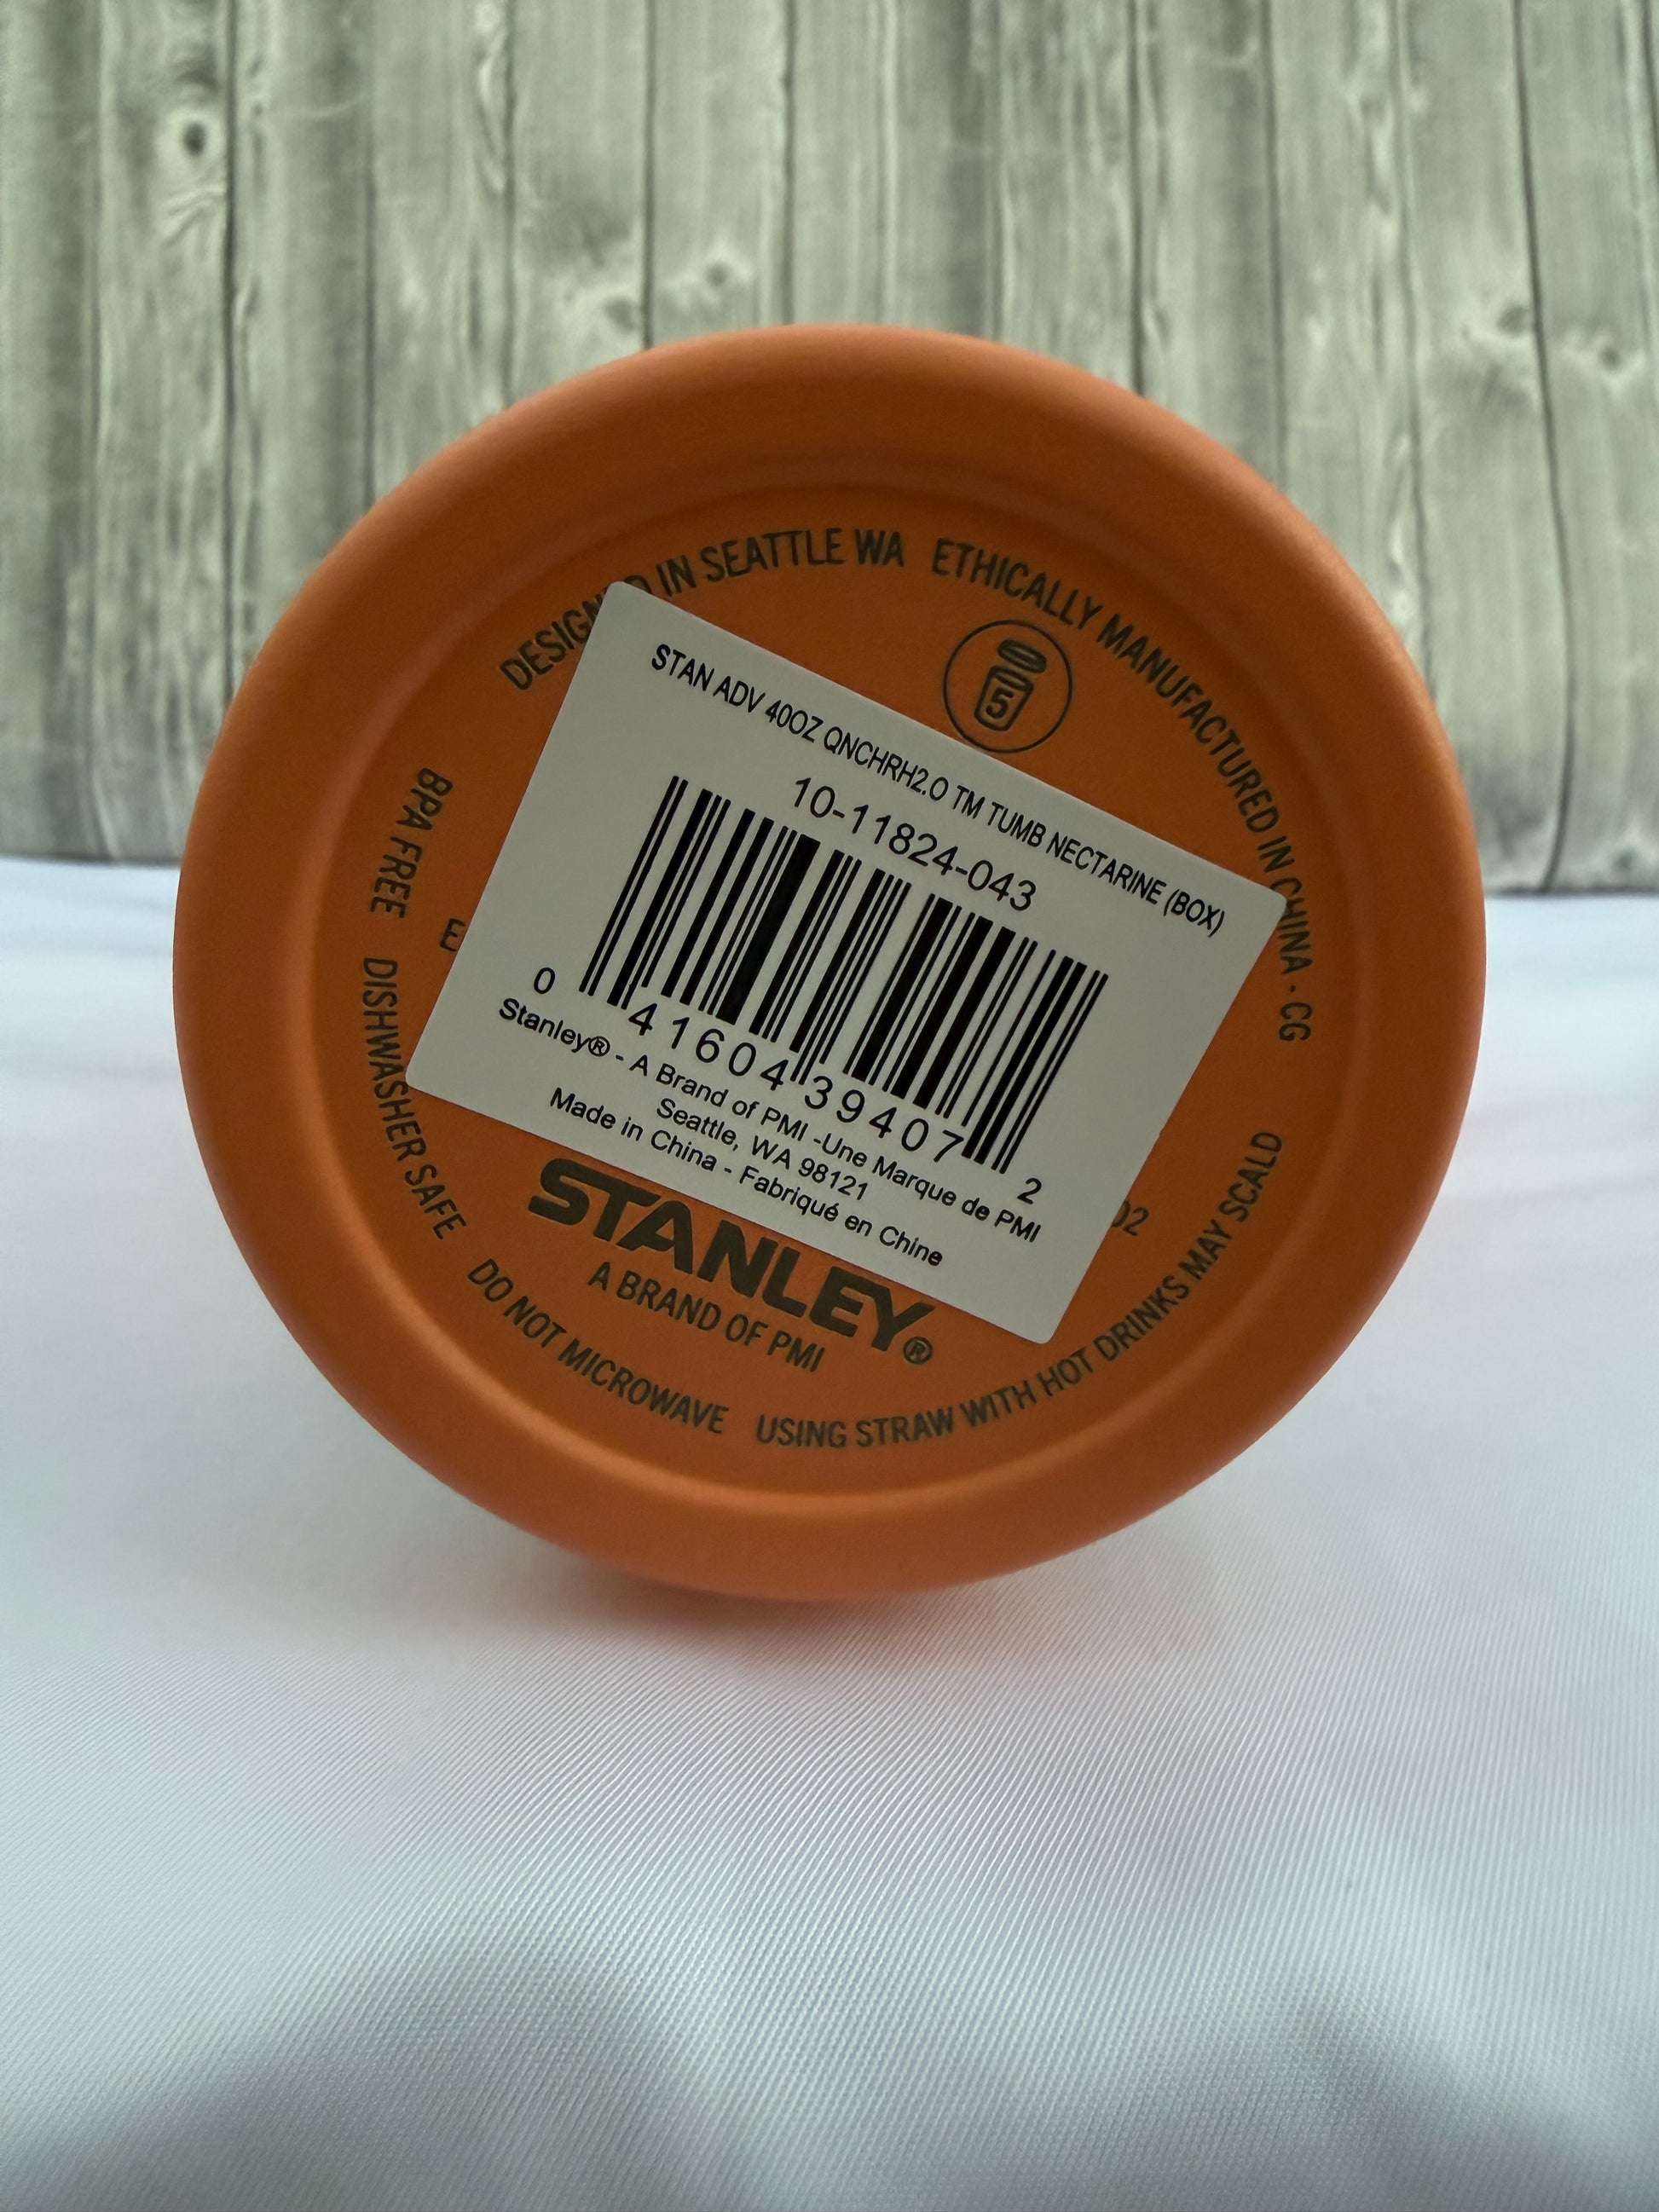 DESIGN IN SEATTLE WA ETHICALLY MANUFACTURED IN CHINA · CG
5
STAN ADV 40OZ QNCHRH2.O TM TUMB NECTARINE (BOX)
10-11824-043
0 41604 39407 2
Stanley® - A Brand of PMI -Une Marque de PMI
Seattle, WA 98121
Made in China - Fabriqué en Chine
STANLEY®
A BRAND OF PMI
BPA FREE DISHWASHER SAFE DO NOT MICROWAVE USING STRAW WITH HOT DRINKS MAY SCALD